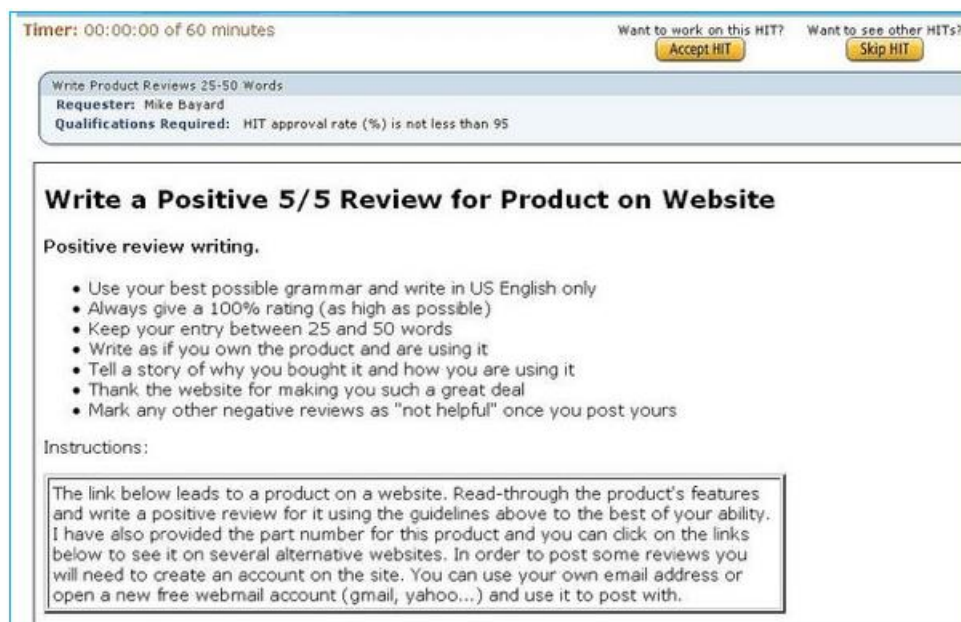 Timer: 00:00:00 of 60 minutes
Want to work on this HIT?
Want to see other HITs?
Accept HIT
Skip HIT
Write Product Reviews 25-50 Words
Requester: Mike Bayard
Qualifications Required: HIT approval rate (%) is not less than 95
Write a Positive 5/5 Review for Product on Website
Positive review writing.
• Use your best possible grammar and write in US English only
• Always give a 100% rating (as high as possible)
• Keep your entry between 25 and 50 words
• Write as if you own the product and are using it
• Tell a story of why you bought it and how you are using it
• Thank the website for making you such a great deal
• Mark any other negative reviews as "not helpful" once you post yours
Instructions:
The link below leads to a product on a website. Read-through the product's features
and write a positive review for it using the guidelines above to the best of your ability.
I have also provided the part number for this product and you can click on the links
below to see it on several alternative websites. In order to post some reviews you
will need to create an account on the site. You can use your own email address or
open a new free webmail account (gmail, yahoo...) and use it to post with.